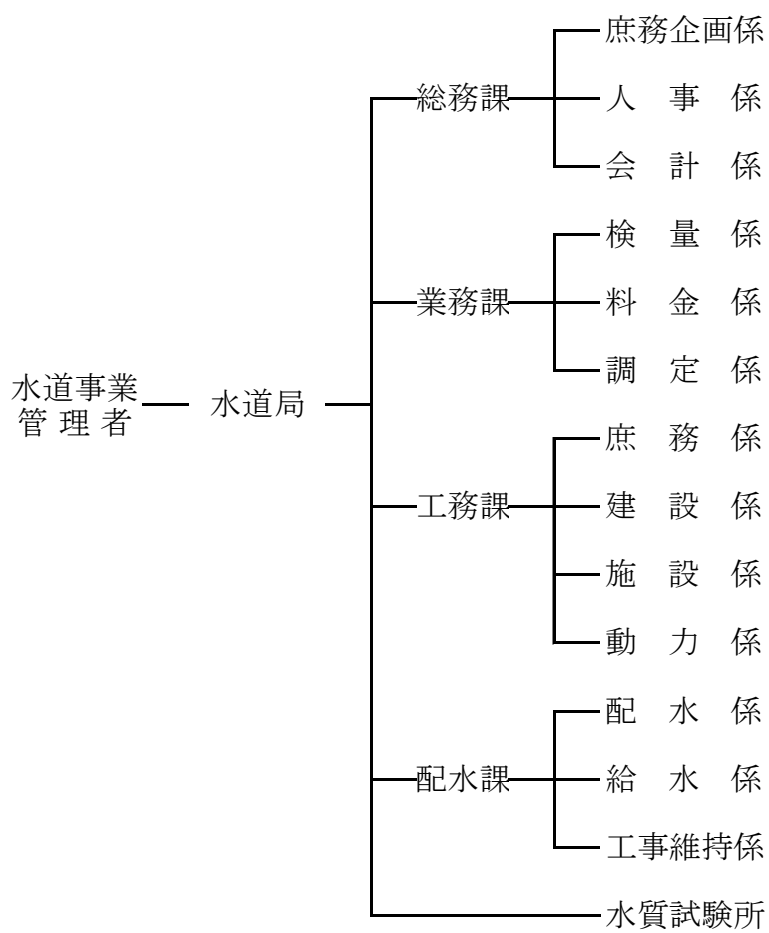 水道事業
管理者
水道局
総務課
庶務企画係
人事係
会計係
業務課
検量係
料金係
調定係
工務課
庶務係
建設係
施設係
動力係
配水課
配水係
給水係
工事維持係
水質試験所